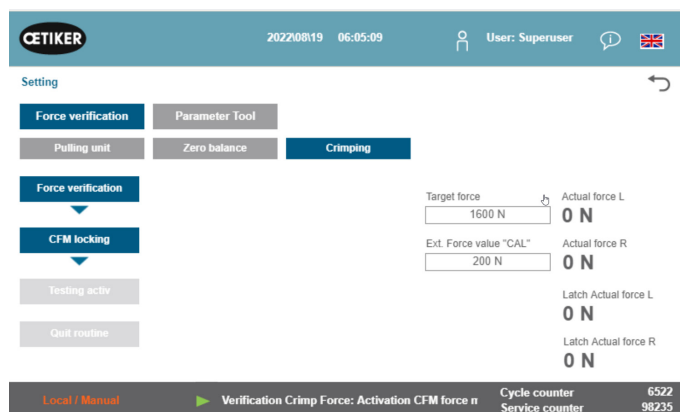 OETIKER
2022\08\19 06:05:09
User: Superuser
Setting
Force verification Parameter Tool
Pulling unit Zero balance Crimping
Force verification
CFM locking
Testing activ
Quit routine
Target force
1600 N
Ext. Force value "CAL"
200 N
Actual force L
0 N
Actual force R
0 N
Latch Actual force L
0 N
Latch Actual force R
0 N
Local / Manual
Verification Crimp Force: Activation CFM force
Cycle counter 6522
Service counter 98235